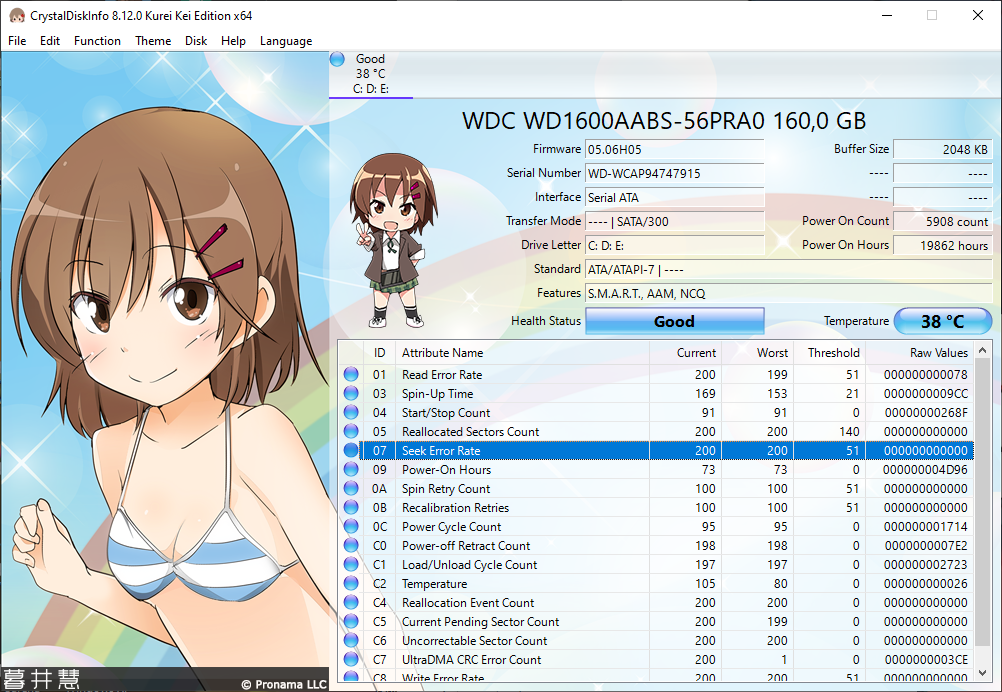 CrystalDiskInfo 8.12.0 Kurei Kei Edition x64
File Edit Function Theme Disk Help Language
Good
38 °C
C: D: E:
WDC WD1600AABS-56PRA0 160,0 GB
Firmware 05.06H05 Buffer Size 2048 KB
Serial Number WD-WCAP94747915 ---- ----
Interface Serial ATA ---- ----
Transfer Mode ---- | SATA/300 Power On Count 5908 count
Drive Letter C: D: E: Power On Hours 19862 hours
Standard ATA/ATAPI-7 | ----
Features S.M.A.R.T., AAM, NCQ
Health Status Good Temperature 38 °C
ID Attribute Name Current Worst Threshold Raw Values
01 Read Error Rate 200 199 51 000000000078
03 Spin-Up Time 169 153 21 0000000009CC
04 Start/Stop Count 91 91 0 00000000268F
05 Reallocated Sectors Count 200 200 140 000000000000
07 Seek Error Rate 200 200 51 000000000000
09 Power-On Hours 73 73 0 000000004D96
0A Spin Retry Count 100 100 51 000000000000
0B Recalibration Retries 100 100 51 000000000000
0C Power Cycle Count 95 95 0 000000001714
C0 Power-off Retract Count 198 198 0 0000000007E2
C1 Load/Unload Cycle Count 197 197 0 000000002723
C2 Temperature 105 80 0 000000000026
C4 Reallocation Event Count 200 200 0 000000000000
C5 Current Pending Sector Count 200 199 0 000000000000
C6 Uncorrectable Sector Count 200 200 0 000000000000
C7 UltraDMA CRC Error Count 200 1 0 0000000003CE
C8 Write Error Rate 200 200 51 000000000000
暮井慧
© Pronama LLC